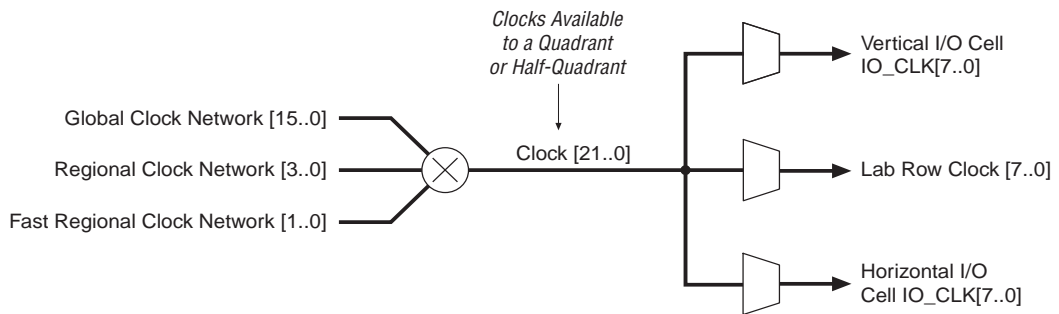 Clocks Available
to a Quadrant
or Half-Quadrant
Vertical I/O Cell
IO_CLK[7..0]
Global Clock Network [15..0]
Clock [21..0]
Regional Clock Network [3..0]
Lab Row Clock [7..0]
Fast Regional Clock Network [1..0]
Horizontal I/O
Cell IO_CLK[7..0]